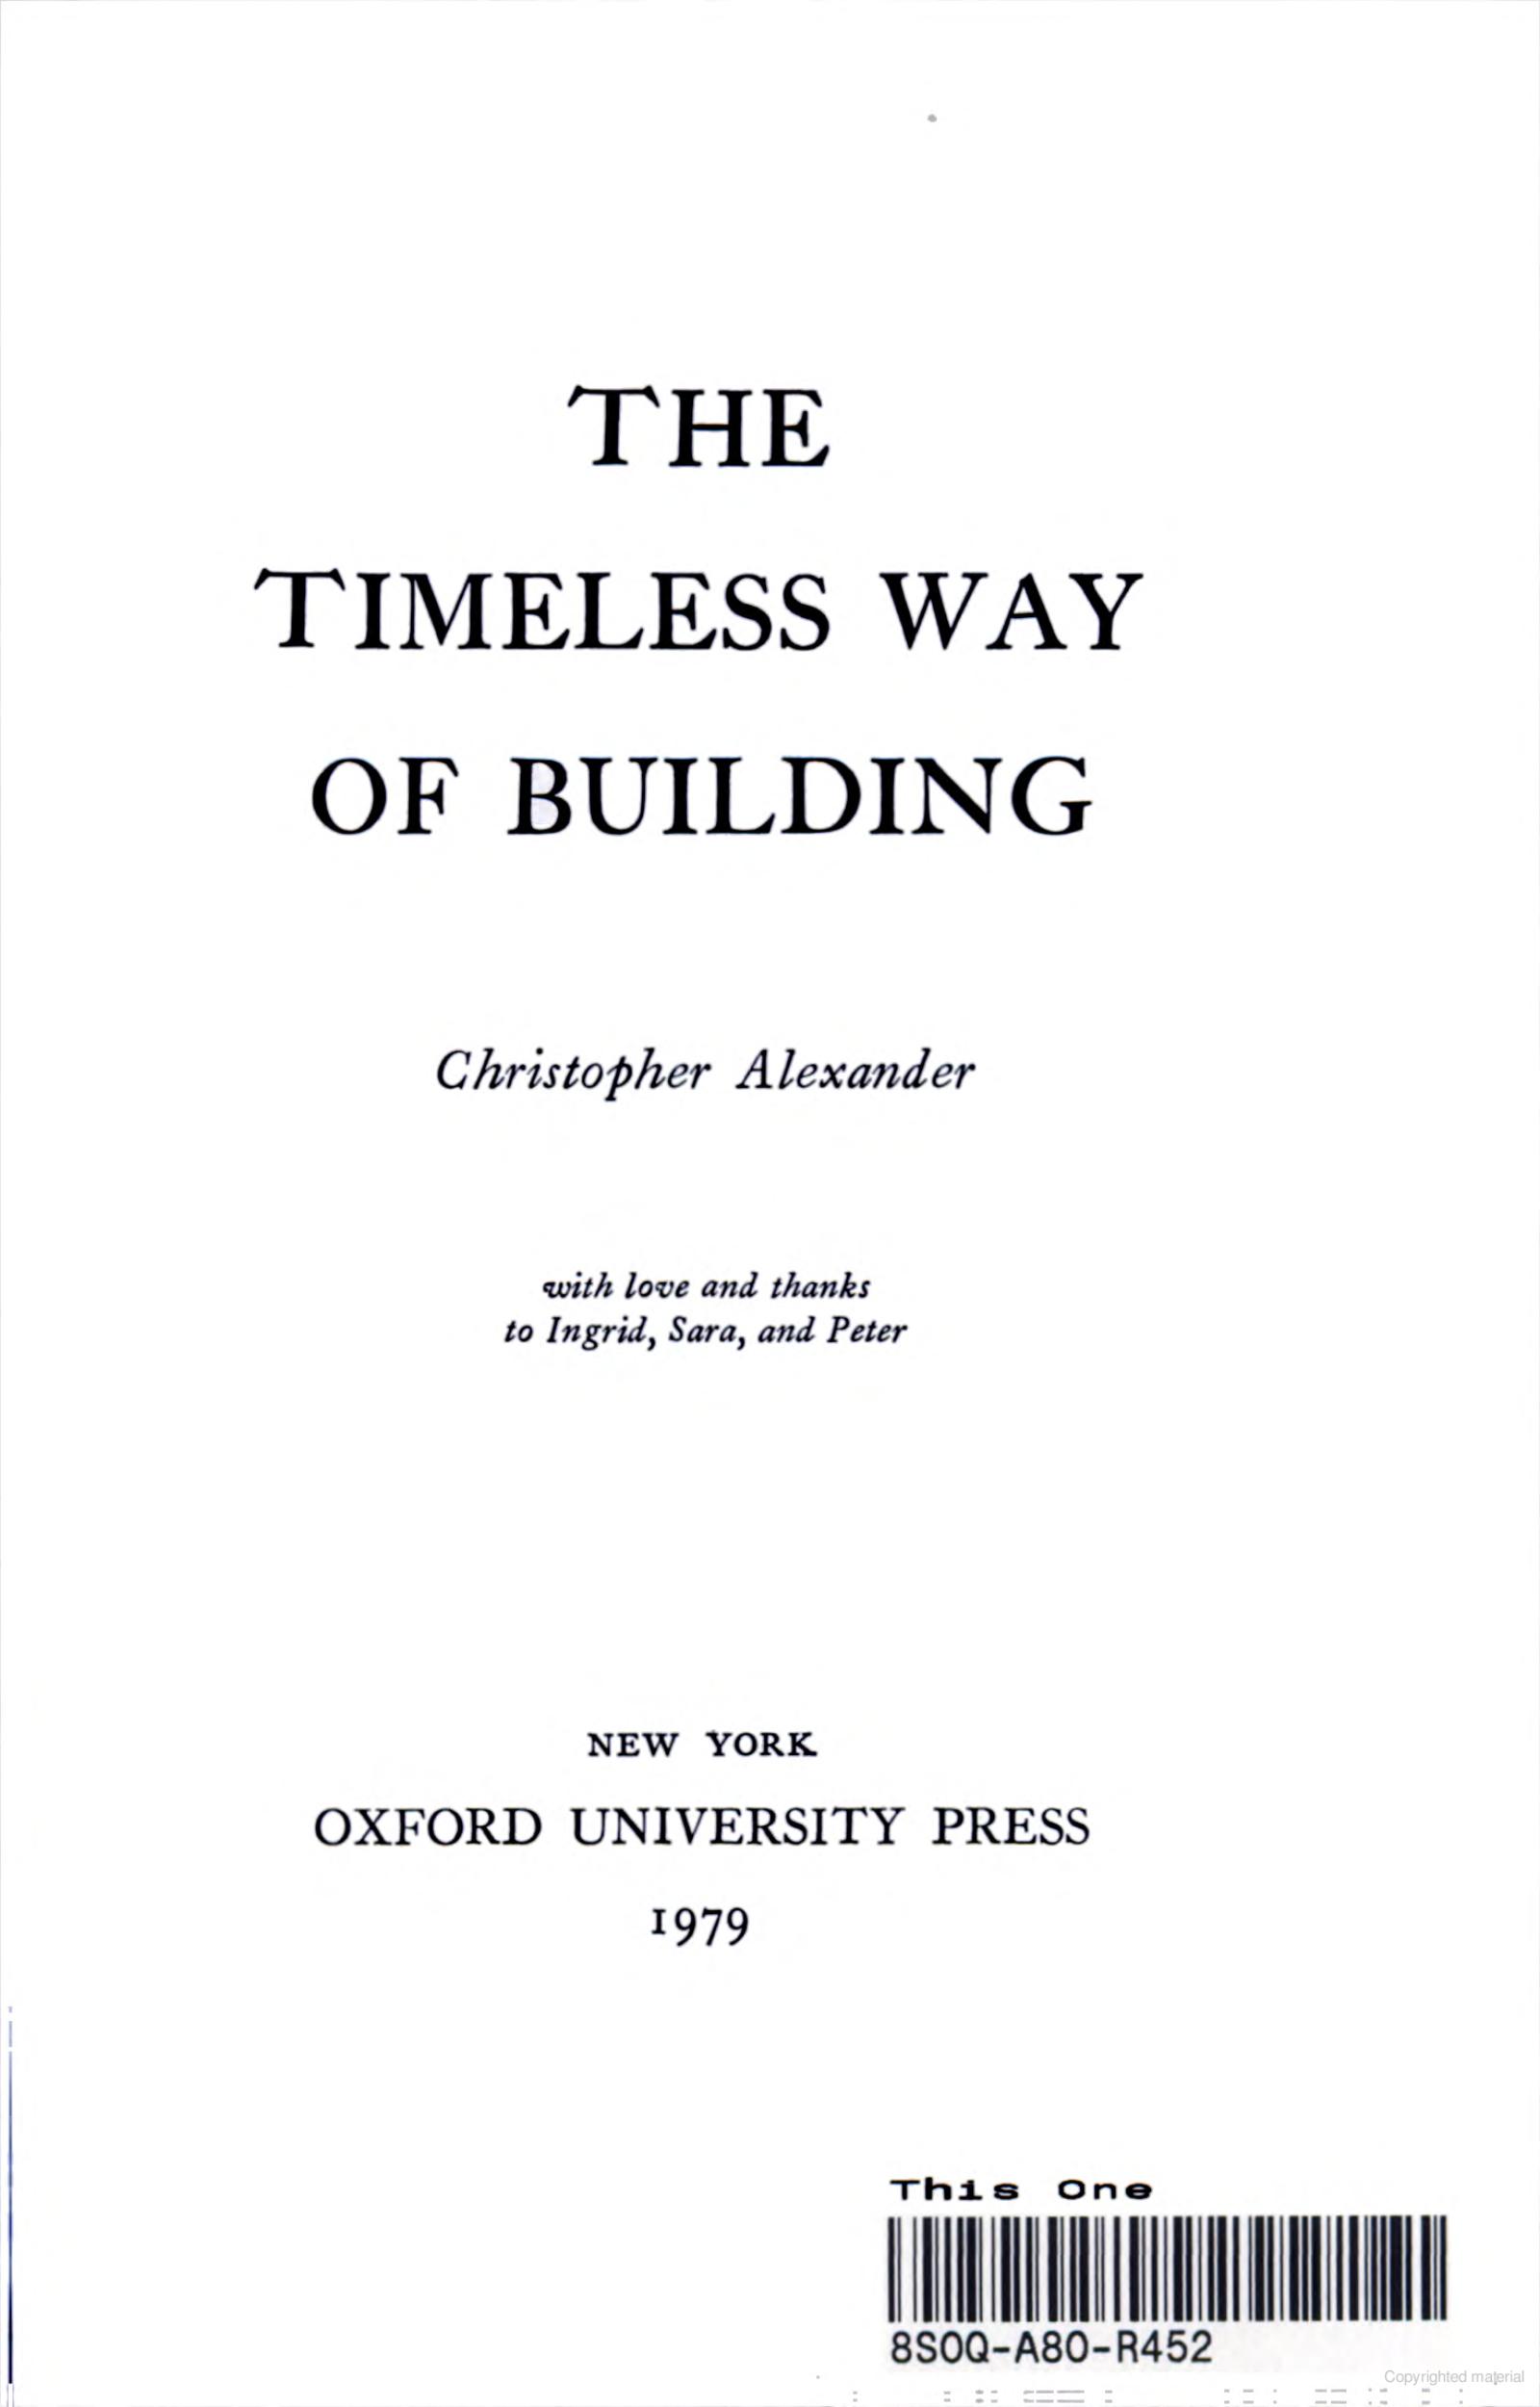 THE
TIMELESS WAY
OF BUILDING
Christopher Alexander
with love and thanks
to Ingrid, Sara, and Peter
NEW YORK
OXFORD UNIVERSITY PRESS
1979
This One
8S0Q-A80-R452
Copyrighted material